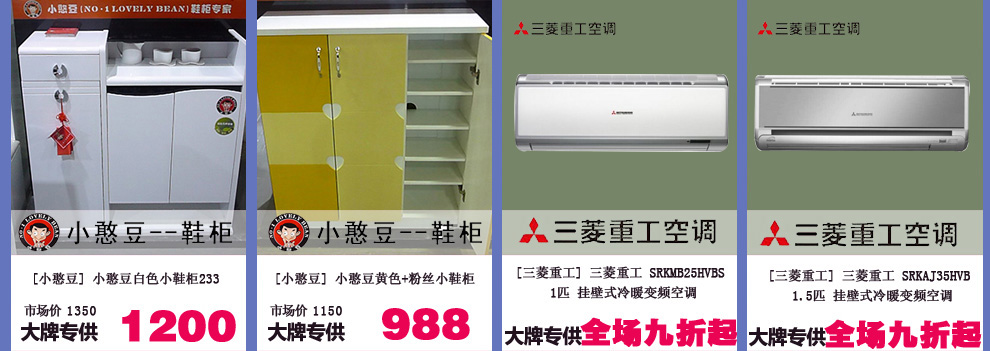 小憨豆(NO·1 LOVELY BEAN)鞋柜专家
小憨豆--鞋柜
[小憨豆] 小憨豆白色小鞋柜233
市场价 1350
大牌专供 1200
小憨豆--鞋柜
[小憨豆] 小憨豆黄色+粉丝小鞋柜
市场价 1150
大牌专供 988
三菱重工空调
MITSUBISHI
三菱重工空调
[三菱重工] 三菱重工 SRKMB25HVBS
1匹 挂壁式冷暖变频空调
大牌专供全场九折起
三菱重工空调
三菱重工空调
[三菱重工] 三菱重工 SRKAJ35HVB
1.5匹 挂壁式冷暖变频空调
大牌专供全场九折起